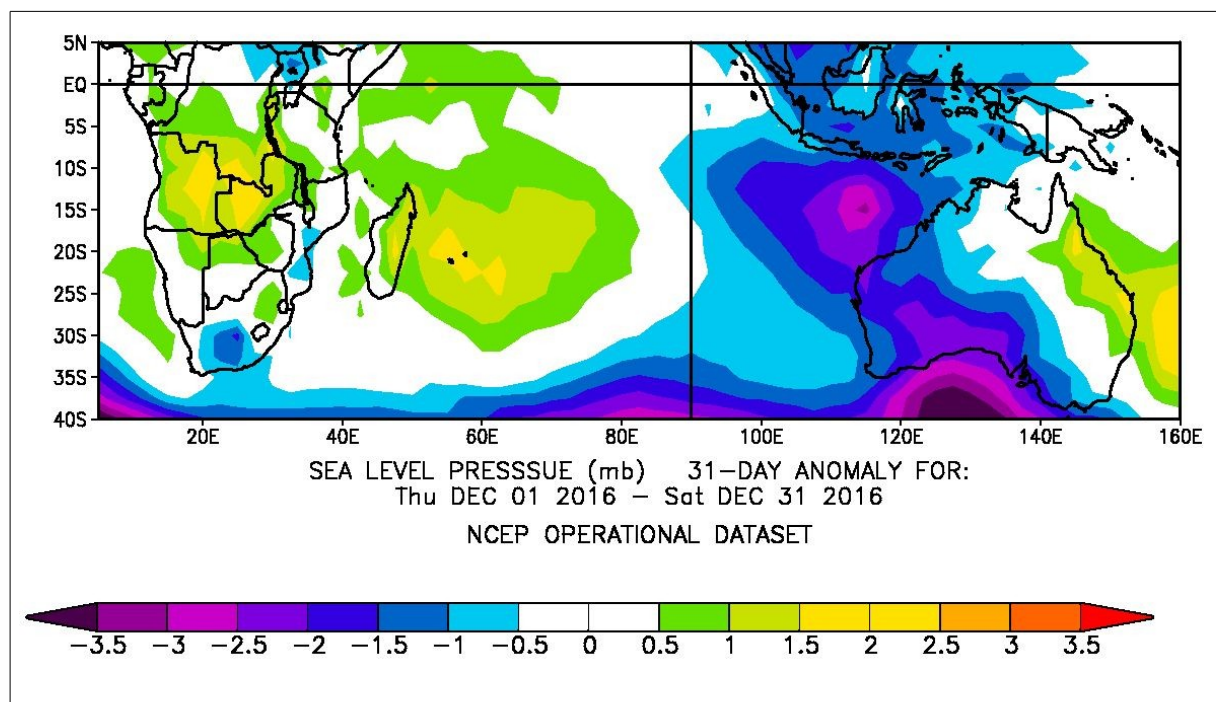 5N
EQ
5S
10S
15S
20S
25S
30S
35S
40S
20E 40E 60E 80E 100E 120E 140E 160E
SEA LEVEL PRESSSUE (mb) 31-DAY ANOMALY FOR:
Thu DEC 01 2016 - Sat DEC 31 2016
NCEP OPERATIONAL DATASET
-3.5 -3 -2.5 -2 -1.5 -1 -0.5 0 0.5 1 1.5 2 2.5 3 3.5